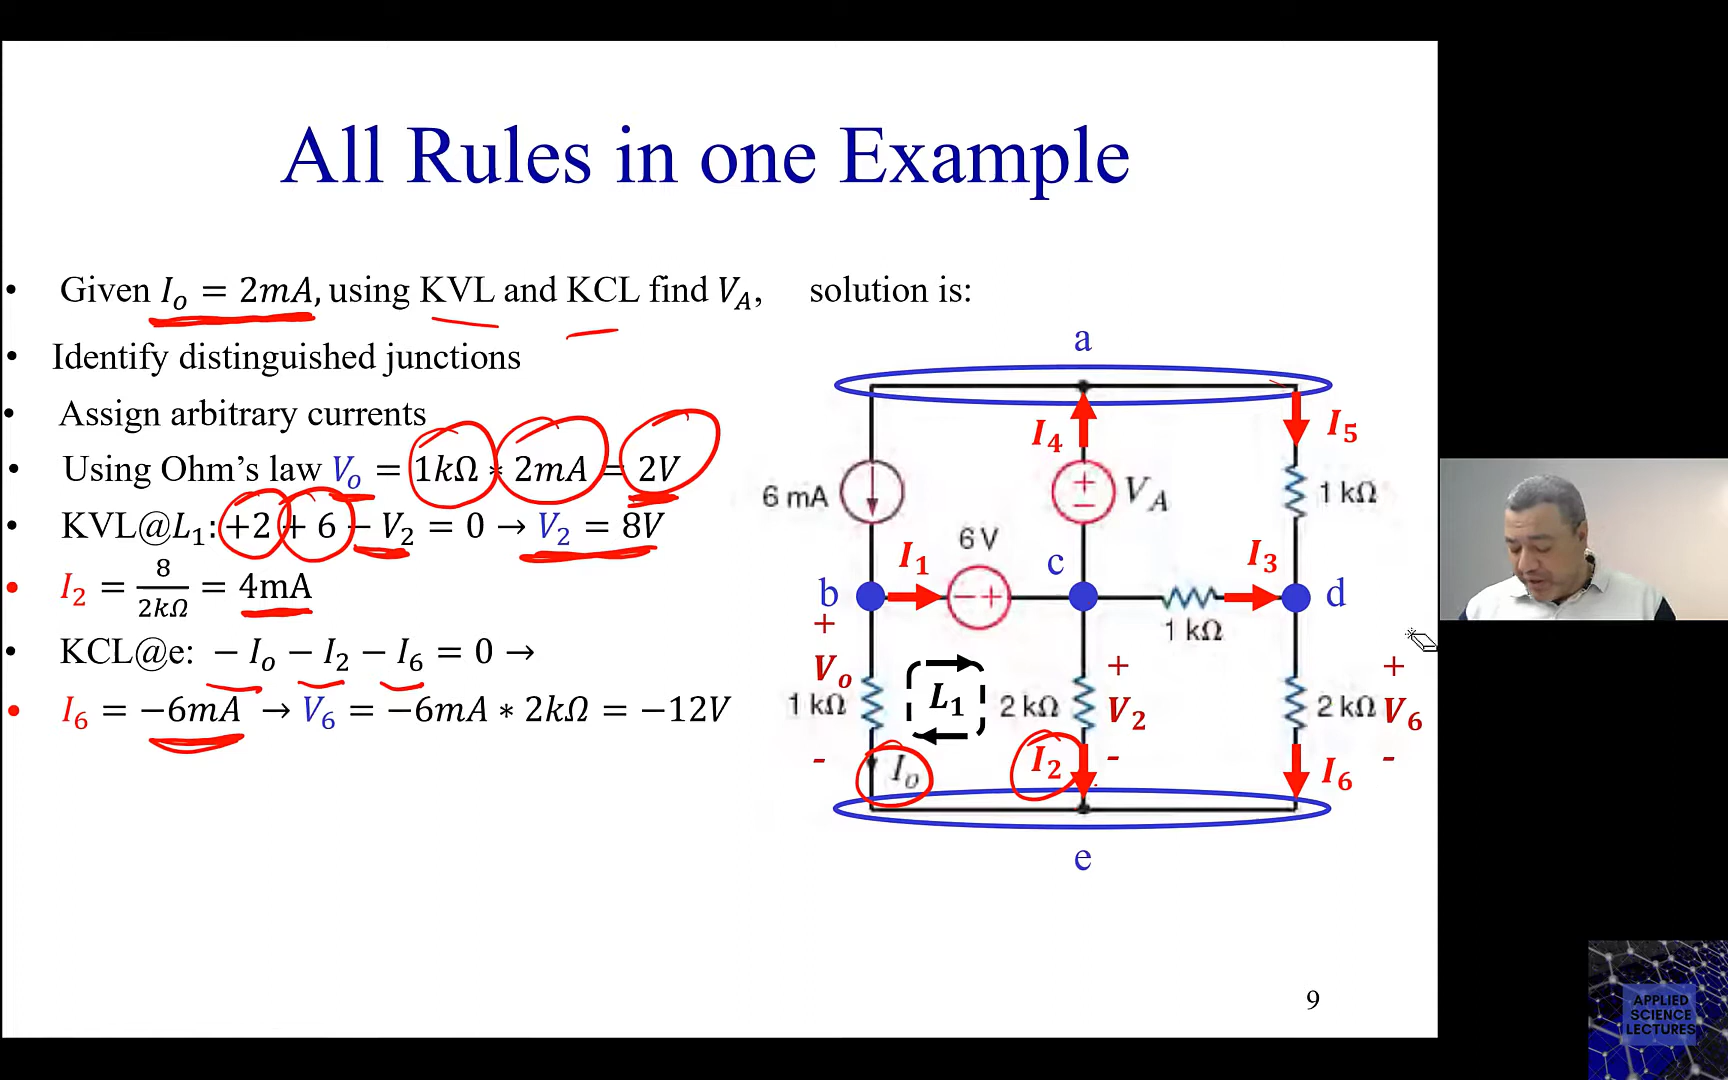 All Rules in one Example
• Given I_o = 2mA, using KVL and KCL find V_A, solution is:
• Identify distinguished junctions
• Assign arbitrary currents
• Using Ohm's law V_o = 1kΩ * 2mA = 2V
• KVL@L_1: +2 + 6 − V_2 = 0 → V_2 = 8V
• I_2 = 8/2kΩ = 4mA
• KCL@e: − I_o − I_2 − I_6 = 0 →
• I_6 = −6mA → V_6 = −6mA * 2kΩ = −12V
a
I_4
I_5
6 mA
+
−
V_A
1 kΩ
6 V
I_1
c
I_3
b
− +
d
1 kΩ
+
V_o
-
1 kΩ
L_1
2 kΩ
+
V_2
-
2 kΩ
+
V_6
-
I_o
I_2
I_6
e
9
APPLIED
SCIENCE
LECTURES